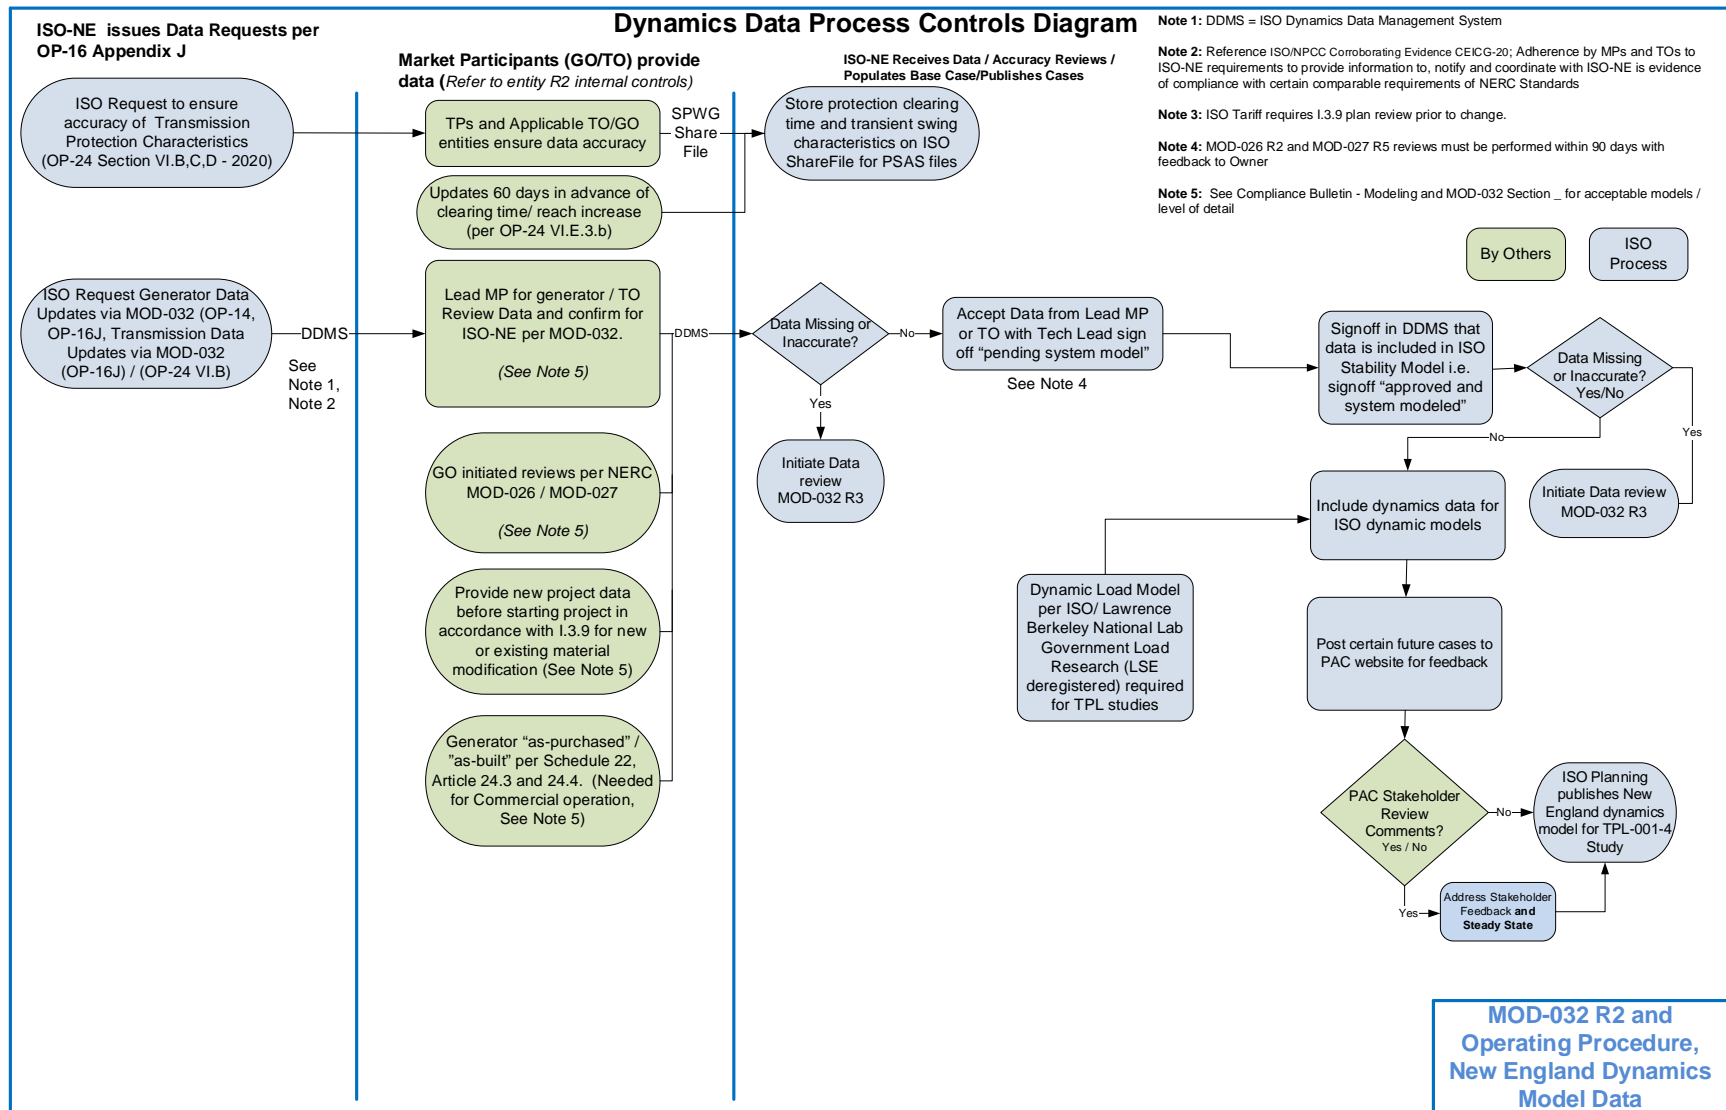 Dynamics Data Process Controls Diagram
ISO-NE  issues Data Requests per
OP-16 Appendix J
Market Participants (GO/TO) provide
data (Refer to entity R2 internal controls)
ISO-NE Receives Data / Accuracy Reviews /
Populates Base Case/Publishes Cases
Note 1: DDMS = ISO Dynamics Data Management System
Note 2: Reference ISO/NPCC Corroborating Evidence CEICG-20; Adherence by MPs and TOs to
ISO-NE requirements to provide information to, notify and coordinate with ISO-NE is evidence
of compliance with certain comparable requirements of NERC Standards
Note 3: ISO Tariff requires I.3.9 plan review prior to change.
Note 4: MOD-026 R2 and MOD-027 R5 reviews must be performed within 90 days with
feedback to Owner
Note 5:  See Compliance Bulletin - Modeling and MOD-032 Section _ for acceptable models /
level of detail
By Others
ISO
Process
ISO Request to ensure
accuracy of  Transmission
Protection Characteristics
(OP-24 Section VI.B,C,D - 2020)
TPs and Applicable TO/GO
entities ensure data accuracy
SPWG
Share
File
Store protection clearing
time and transient swing
characteristics on ISO
ShareFile for PSAS files
Updates 60 days in advance of
clearing time/ reach increase
(per OP-24 VI.E.3.b)
ISO Request Generator Data
Updates via MOD-032 (OP-14,
OP-16J, Transmission Data
Updates via MOD-032
(OP-16J) / (OP-24 VI.B)
DDMS
See
Note 1,
Note 2
Lead MP for generator / TO
Review Data and confirm for
ISO-NE per MOD-032.
(See Note 5)
DDMS
Data Missing or
Inaccurate?
No
Yes
Initiate Data
review
MOD-032 R3
Accept Data from Lead MP
or TO with Tech Lead sign
off “pending system model”
See Note 4
Signoff in DDMS that
data is included in ISO
Stability Model i.e.
signoff “approved and
system modeled”
Data Missing
or Inaccurate?
Yes/No
No
Yes
Initiate Data review
MOD-032 R3
GO initiated reviews per NERC
MOD-026 / MOD-027
(See Note 5)
Include dynamics data for
ISO dynamic models
Provide new project data
before starting project in
accordance with I.3.9 for new
or existing material
modification (See Note 5)
Dynamic Load Model
per ISO/ Lawrence
Berkeley National Lab
Government Load
Research (LSE
deregistered) required
for TPL studies
Post certain future cases to
PAC website for feedback
Generator “as-purchased” /
”as-built” per Schedule 22,
Article 24.3 and 24.4.  (Needed
for Commercial operation,
See Note 5)
PAC Stakeholder
Review
Comments?
Yes / No
No
ISO Planning
publishes New
England dynamics
model for TPL-001-4
Study
Yes
Address Stakeholder
Feedback and
Steady State
MOD-032 R2 and
Operating Procedure,
New England Dynamics
Model Data